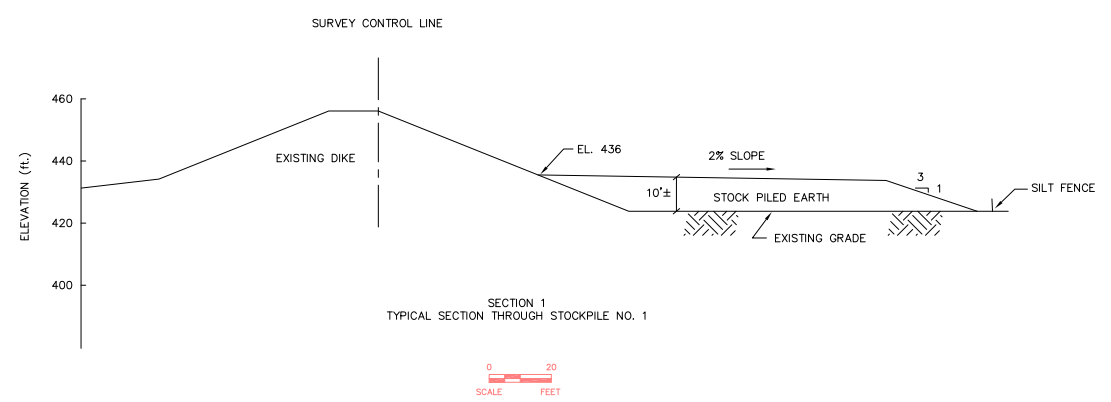 SURVEY CONTROL LINE
460
EL. 436
2% SLOPE
EXISTING DIKE
440
ELEVATION (ft.)
3
1
SILT FENCE
10'±
STOCK PILED EARTH
420
EXISTING GRADE
400
SECTION 1
TYPICAL SECTION THROUGH STOCKPILE NO. 1
0 20
SCALE FEET